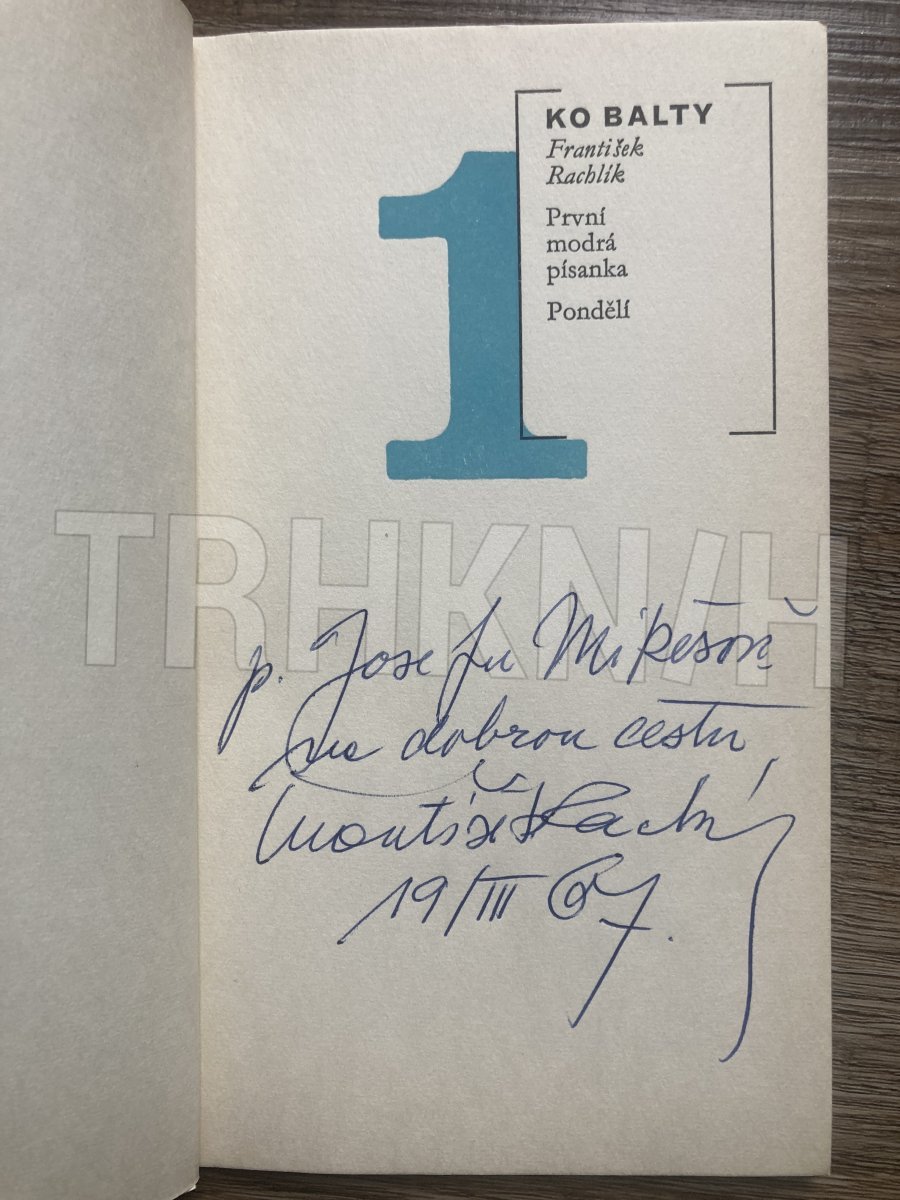 1
KO BALTY
František
Rachlík
První
modrá
písanka
Pondělí
TRHKNIH
p. Josefu Mikešovi
na dobrou cestu
František Rachlík
19/III 67.